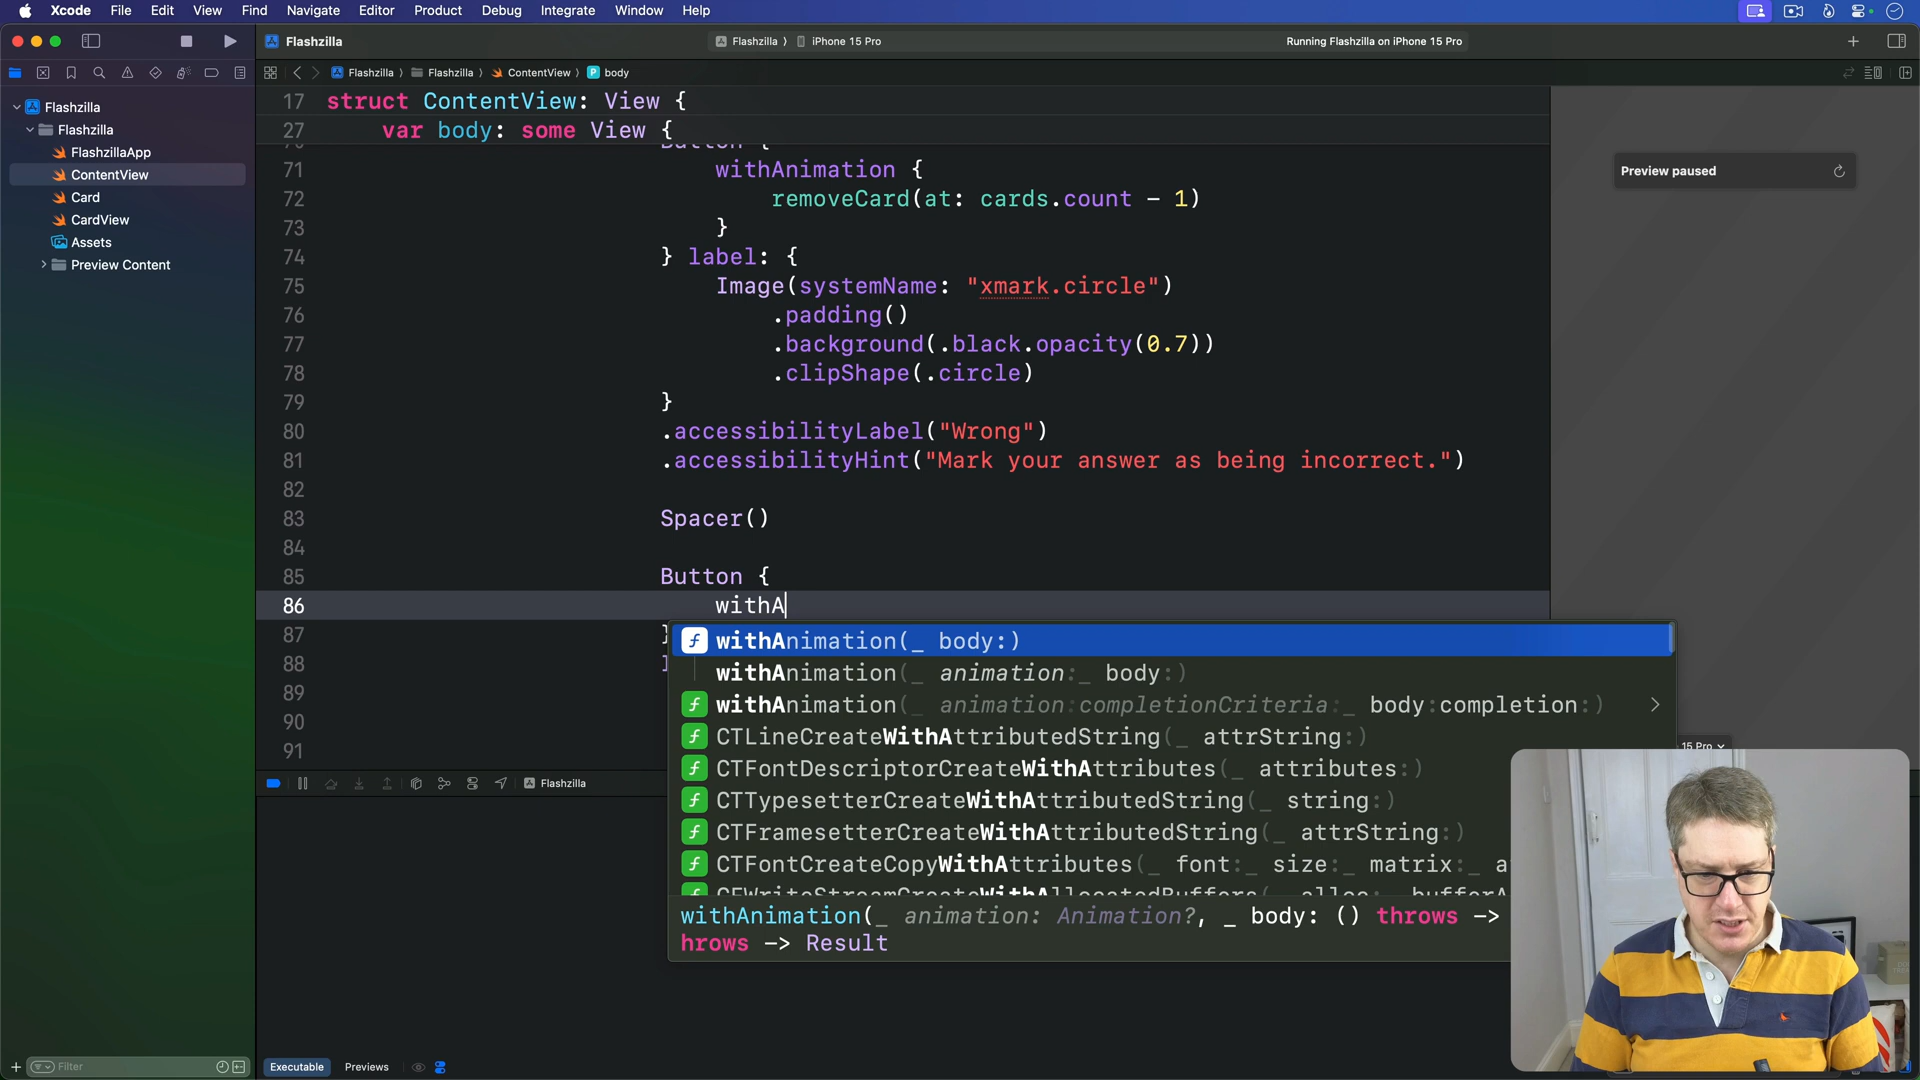 Xcode File Edit View Find Navigate Editor Product Debug Integrate Window Help
Flashzilla
Flashzilla 〉 iPhone 15 Pro
Running Flashzilla on iPhone 15 Pro
Flashzilla 〉 Flashzilla 〉 ContentView 〉 P body
Flashzilla
Flashzilla
FlashzillaApp
ContentView
Card
CardView
Assets
Preview Content
17 struct ContentView: View {
27 var body: some View {
71 withAnimation {
72 removeCard(at: cards.count - 1)
73 }
74 } label: {
75 Image(systemName: "xmark.circle")
76 .padding()
77 .background(.black.opacity(0.7))
78 .clipShape(.circle)
79 }
80 .accessibilityLabel("Wrong")
81 .accessibilityHint("Mark your answer as being incorrect.")
82
83 Spacer()
84
85 Button {
86 withA
87 }
88
89
90
91
Preview paused
f withAnimation(_ body:)
withAnimation(_ animation:_ body:)
f withAnimation(_ animation:completionCriteria:_ body:completion:)
f CTLineCreateWithAttributedString(_ attrString:)
f CTFontDescriptorCreateWithAttributes(_ attributes:)
f CTTypesetterCreateWithAttributedString(_ string:)
f CTFramesetterCreateWithAttributedString(_ attrString:)
f CTFontCreateCopyWithAttributes(_ font:_ size:_ matrix:_
withAnimation(_ animation: Animation?, _ body: () throws ->
hrows -> Result
15 Pro
Flashzilla
Filter
Executable Previews